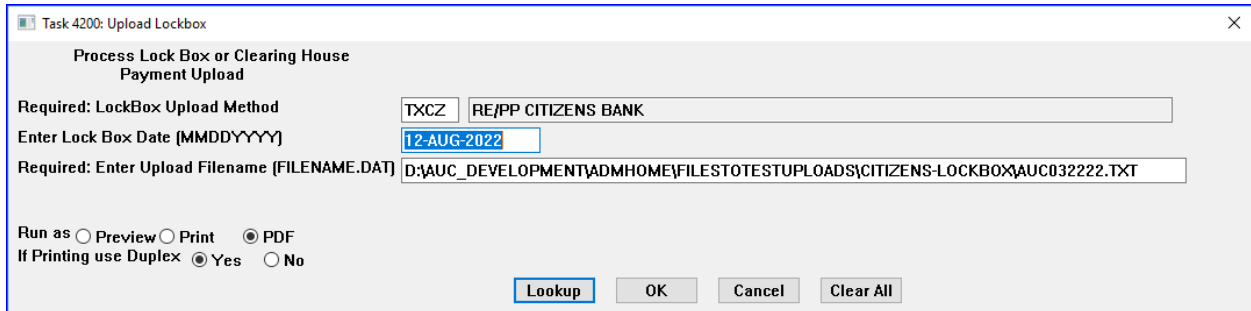 Task 4200: Upload Lockbox
Process Lock Box or Clearing House
Payment Upload
Required: LockBox Upload Method TXCZ RE/PP CITIZENS BANK
Enter Lock Box Date (MMDDYYYY) 12-AUG-2022
Required: Enter Upload Filename (FILENAME.DAT) D:\AUC_DEVELOPMENT\ADMHOME\FILESTOTESTUPLOADS\CITIZENS-LOCKBOX\AUC032222.TXT
Run as Preview Print PDF
If Printing use Duplex Yes No
Lookup OK Cancel Clear All